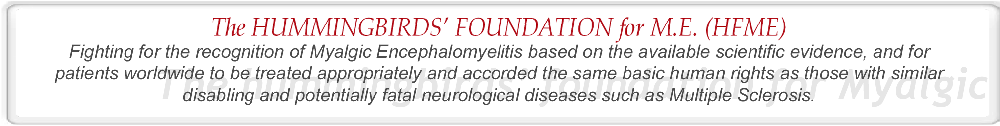 The HUMMINGBIRDS’ FOUNDATION for M.E. (HFME)
Fighting for the recognition of Myalgic Encephalomyelitis based on the available scientific evidence, and for
patients worldwide to be treated appropriately and accorded the same basic human rights as those with similar
disabling and potentially fatal neurological diseases such as Multiple Sclerosis.
The hummingbirds' foundation for Myalgic